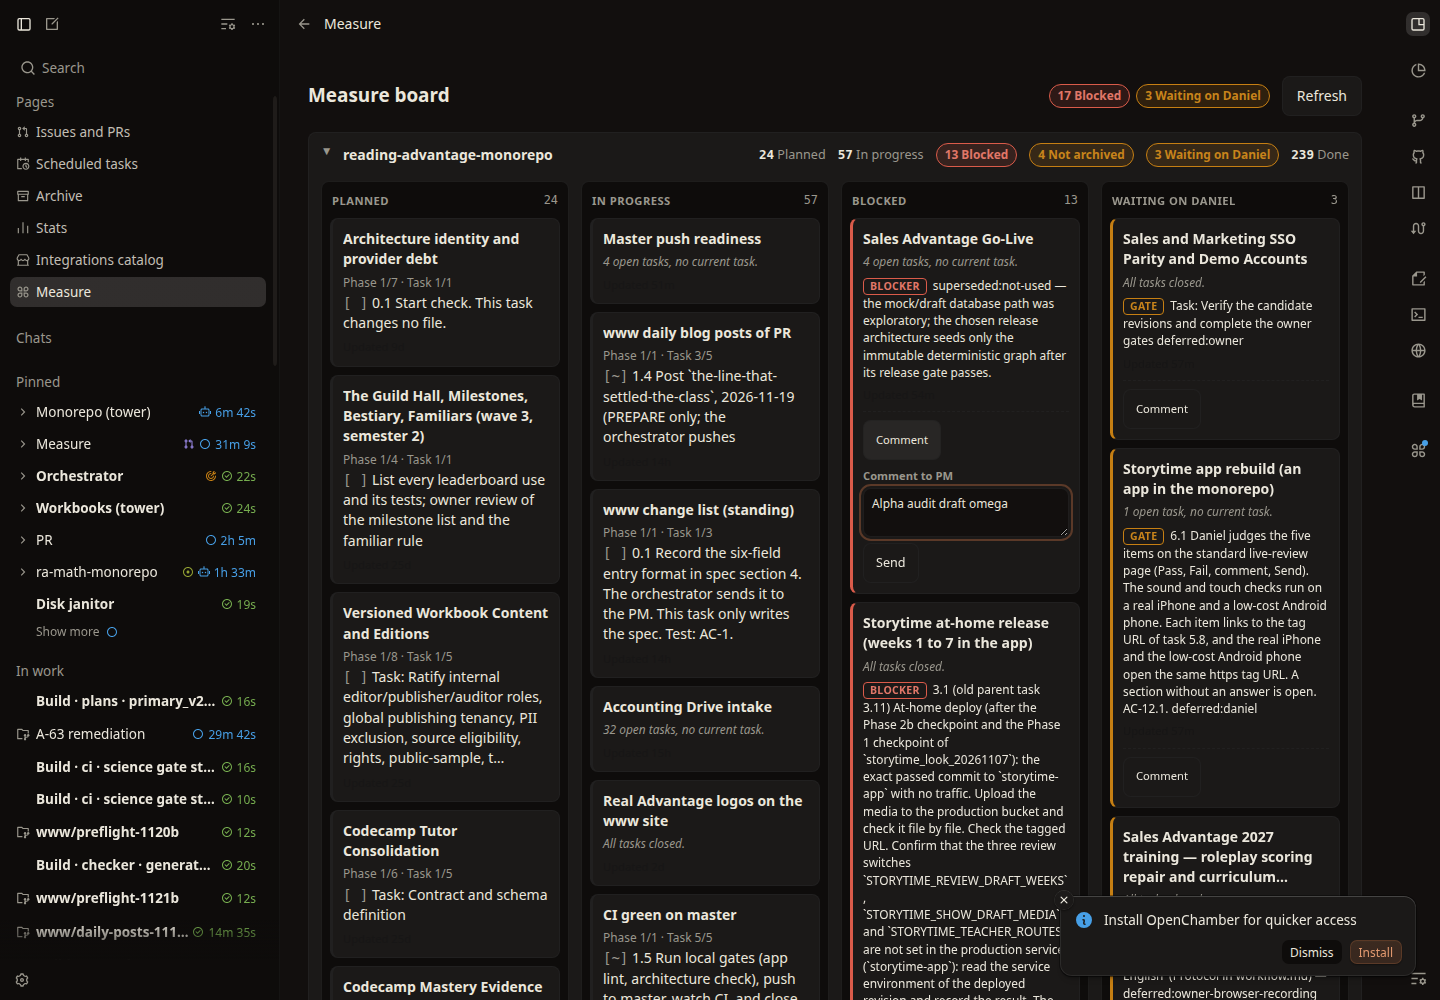 Search
Pages
Issues and PRs
Scheduled tasks
Archive
Stats
Integrations catalog
Measure
Chats
Pinned
Monorepo (tower) 6m 42s
Measure 31m 9s
Orchestrator 22s
Workbooks (tower) 24s
PR 2h 5m
ra-math-monorepo 1h 33m
Disk janitor 19s
Show more
In work
Build · plans · primary_v2... 16s
A-63 remediation 29m 42s
Build · ci · science gate st... 16s
Build · ci · science gate st... 10s
www/preflight-1120b 12s
Build · checker · generat... 20s
www/preflight-1121b 12s
www/daily-posts-111... 14m 35s
Measure
Measure board
17 Blocked 3 Waiting on Daniel Refresh
reading-advantage-monorepo
24 Planned 57 In progress 13 Blocked 4 Not archived 3 Waiting on Daniel 239 Done
PLANNED 24
Architecture identity and
provider debt
Phase 1/7 · Task 1/1
[ ] 0.1 Start check. This task
changes no file.
The Guild Hall, Milestones,
Bestiary, Familiars (wave 3,
semester 2)
Phase 1/4 · Task 1/1
[ ] List every leaderboard use
and its tests; owner review of
the milestone list and the
familiar rule
Versioned Workbook Content
and Editions
Phase 1/8 · Task 1/5
[ ] Task: Ratify internal
editor/publisher/auditor roles,
global publishing tenancy, PII
exclusion, source eligibility,
rights, public-sample, t...
Codecamp Tutor
Consolidation
Phase 1/6 · Task 1/5
[ ] Task: Contract and schema
definition
Codecamp Mastery Evidence
IN PROGRESS 57
Master push readiness
4 open tasks, no current task.
www daily blog posts of PR
Phase 1/1 · Task 3/5
[~] 1.4 Post `the-line-that-
settled-the-class`, 2026-11-19
(PREPARE only; the
orchestrator pushes
www change list (standing)
Phase 1/1 · Task 1/3
[ ] 0.1 Record the six-field
entry format in spec section 4.
The orchestrator sends it to
the PM. This task only writes
the spec. Test: AC-1.
Accounting Drive intake
32 open tasks, no current task.
Real Advantage logos on the
www site
All tasks closed.
CI green on master
Phase 1/1 · Task 5/5
[~] 1.5 Run local gates (app
lint, architecture check), push
to master, watch CI, and close
BLOCKED 13
Sales Advantage Go-Live
4 open tasks, no current task.
BLOCKER superseded:not-used —
the mock/draft database path was
exploratory; the chosen release
architecture seeds only the
immutable deterministic graph after
its release gate passes.
Comment
Comment to PM
Alpha audit draft omega
Send
Storytime at-home release
(weeks 1 to 7 in the app)
All tasks closed.
BLOCKER 3.1 (old parent task
3.11) At-home deploy (after the
Phase 2b checkpoint and the Phase
1 checkpoint of
`storytime_look_20261107`): the
exact passed commit to `storytime-
app` with no traffic. Upload the
media to the production bucket and
check it file by file. Check the tagged
URL. Confirm that the three review
switches
`STORYTIME_REVIEW_DRAFT_WEEKS`
,
`STORYTIME_SHOW_DRAFT_MEDIA`
and `STORYTIME_TEACHER_ROUTES
are not set in the production service
(`storytime-app`): read the service
environment of the deployed
revision and record the result. The
WAITING ON DANIEL 3
Sales and Marketing SSO
Parity and Demo Accounts
All tasks closed.
GATE Task: Verify the candidate
revisions and complete the owner
gates deferred:owner
Comment
Storytime app rebuild (an
app in the monorepo)
1 open task, no current task.
GATE 6.1 Daniel judges the five
items on the standard live-review
page (Pass, Fail, comment, Send).
The sound and touch checks run on
a real iPhone and a low-cost Android
phone. Each item links to the tag
URL of task 5.8, and the real iPhone
and the low-cost Android phone
open the same https tag URL. A
section without an answer is open.
AC-12.1. deferred:daniel
Comment
Sales Advantage 2027
training — roleplay scoring
repair and curriculum...
deferred:owner-browser-recording
Install OpenChamber for quicker access
Dismiss Install